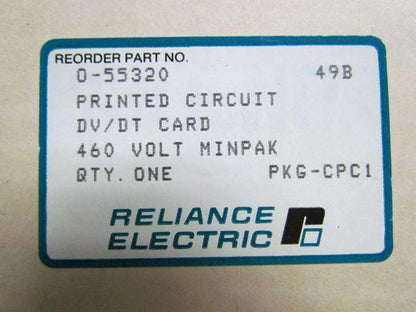 REORDER PART NO.
0-55320 49B
PRINTED CIRCUIT
DV/DT CARD
460 VOLT MINPAK
QTY. ONE PKG-CPC1
RELIANCE
ELECTRIC